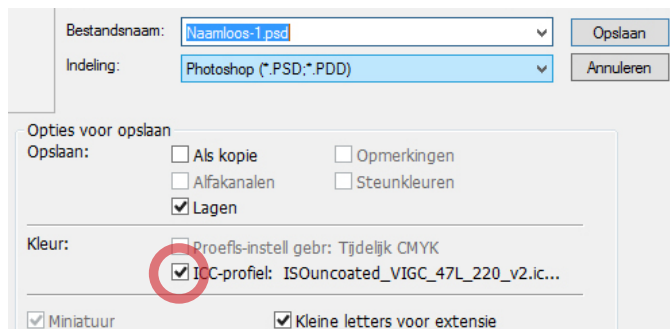 Bestandsnaam: Naamloos-1.psd Opslaan
Indeling: Photoshop (*.PSD;*.PDD) Annuleren
Opties voor opslaan
Opslaan: Als kopie Opmerkingen
Alfakanalen Steunkleuren
Lagen
Kleur: Proefls-instell gebr: Tijdelijk CMYK
ICC-profiel: ISOuncoated_VIGC_47L_220_v2.ic...
Miniatuur Kleine letters voor extensie